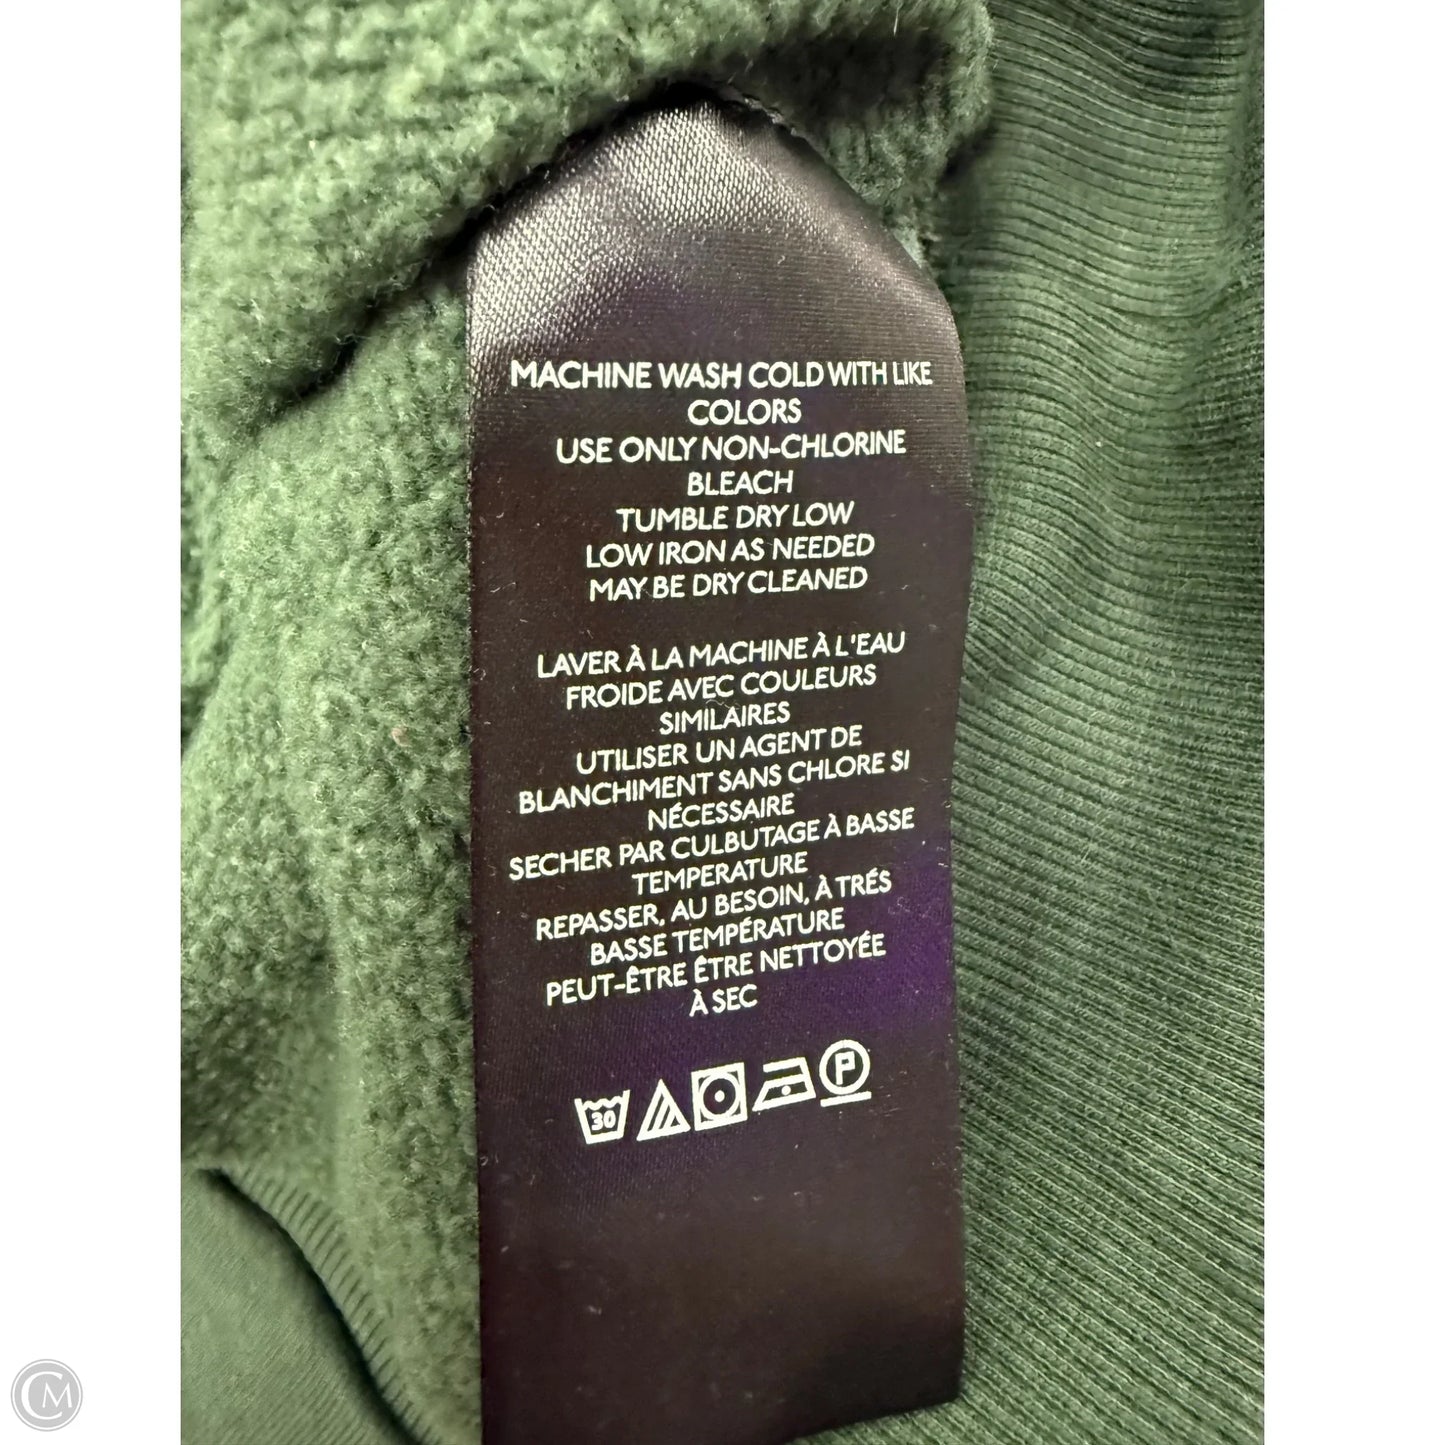 MACHINE WASH COLD WITH LIKE
COLORS
USE ONLY NON-CHLORINE
BLEACH
TUMBLE DRY LOW
LOW IRON AS NEEDED
MAY BE DRY CLEANED
LAVER À LA MACHINE À L'EAU
FROIDE AVEC COULEURS
SIMILAIRES
UTILISER UN AGENT DE
BLANCHIMENT SANS CHLORE SI
NÉCESSAIRE
SECHER PAR CULBUTAGE À BASSE
TEMPERATURE
REPASSER, AU BESOIN, À TRÉS
BASSE TEMPÉRATURE
PEUT-ÊTRE ÊTRE NETTOYÉE
À SEC
30 P
CM